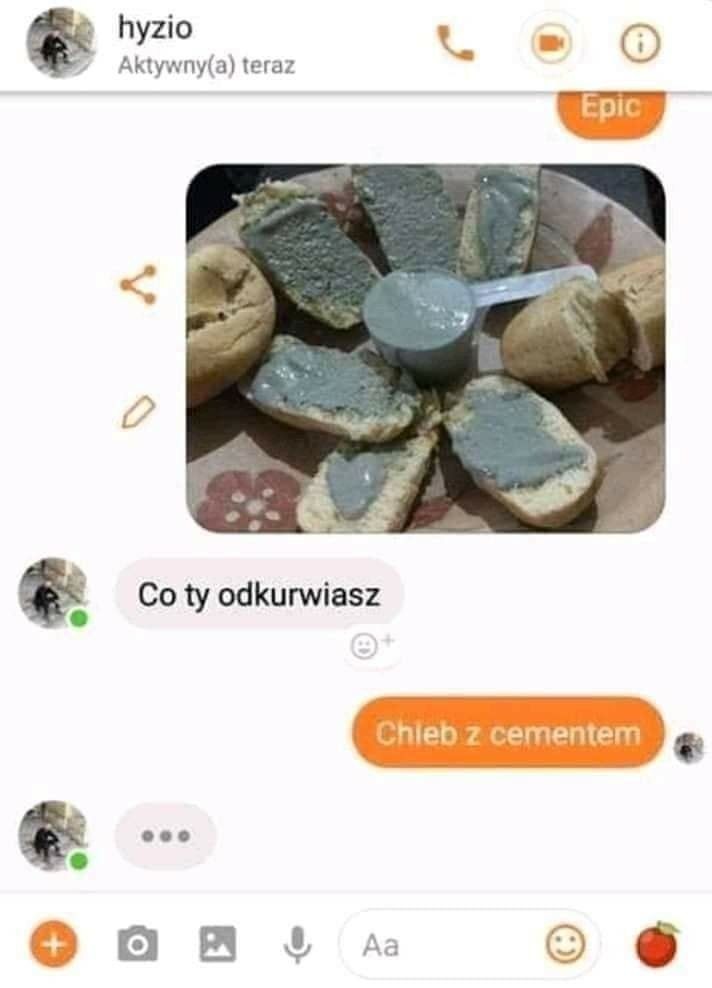 hyzio
Aktywny(a) teraz
Epic
Co ty odkurwiasz
Chleb z cementem
Aa